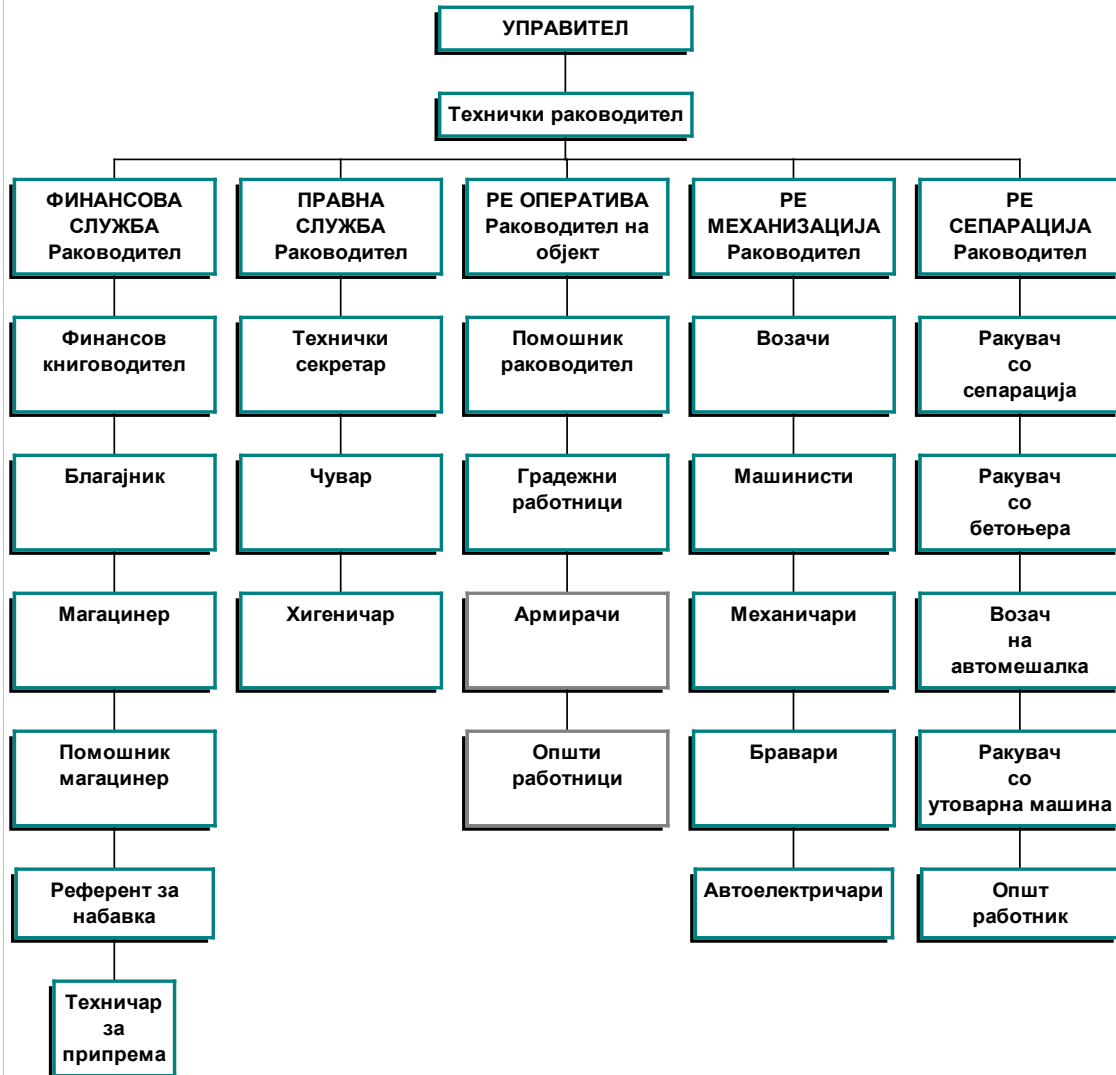 УПРАВИТЕЛ
Технички раководител
ФИНАНСОВА
СЛУЖБА
Раководител
ПРАВНА
СЛУЖБА
Раководител
РЕ ОПЕРАТИВА
Раководител на
објект
РЕ
МЕХАНИЗАЦИЈА
Раководител
РЕ
СЕПАРАЦИЈА
Раководител
Финансов
книговодител
Технички
секретар
Помошник
раководител
Возачи
Ракувач
со
сепарација
Благајник
Чувар
Градежни
работници
Машинисти
Ракувач
со
бетоњера
Магацинер
Хигеничар
Армирачи
Механичари
Возач
на
автомешалка
Помошник
магацинер
Општи
работници
Бравари
Ракувач
со
утоварна машина
Референт за
набавка
Автоелектричари
Општ
работник
Техничар
за
припрема